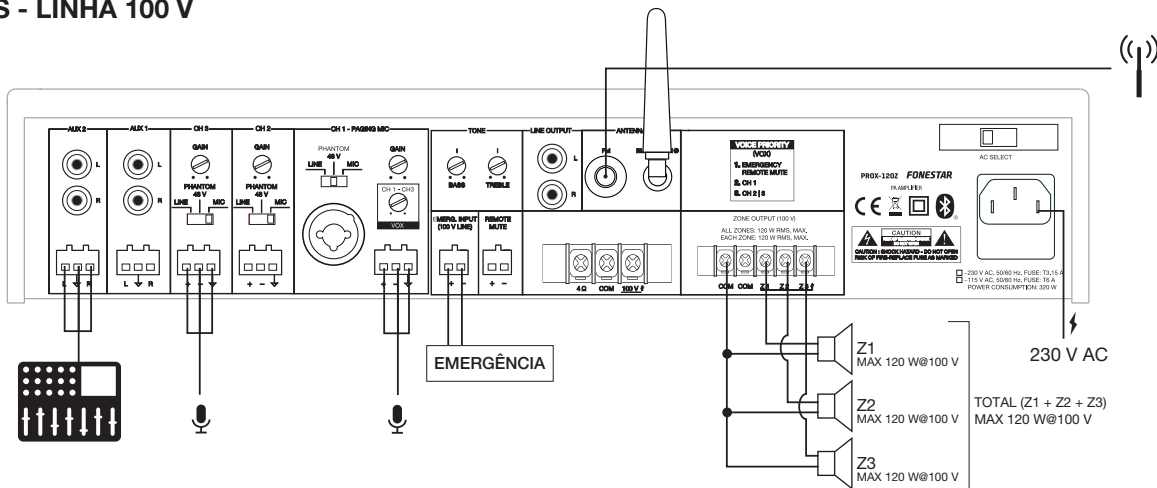 S - LINHA 100 V
AUX 2
AUX 1
CH 3
CH 2
CH 1 - PAGING MIC
TONE
LINE OUTPUT
ANTENNA
L
R
L
R
GAIN
PHANTOM
48 V
LINE
MIC
GAIN
PHANTOM
48 V
LINE
MIC
PHANTOM
48 V
LINE
MIC
GAIN
CH 1 - CH3
VOX
BASS
TREBLE
L
R
FM
VOICE PRIORITY
(VOX)
1. EMERGENCY
REMOTE MUTE
2. CH 1
3. CH 2 | 3
AC SELECT
PROX-120Z FONESTAR
PA AMPLIFIER
CE
CAUTION
CAUTION: SHOCK HAZARD - DO NOT OPEN
RISK OF FIRE-REPLACE FUSE AS MARKED
~230 V AC, 50/60 Hz, FUSE: T3,15 A
~115 V AC, 50/60 Hz, FUSE: T6 A
POWER CONSUMPTION: 320 W
EMERG. INPUT
(100 V LINE)
REMOTE
MUTE
ZONE OUTPUT (100 V)
ALL ZONES: 120 W RMS, MAX.
EACH ZONE: 120 W RMS, MAX.
L R
L R
+ -
+ -
+ -
+ -
+ -
4 Ω COM 100 V
COM COM Z 1 Z 2 Z 3
EMERGÊNCIA
230 V AC
Z1
MAX 120 W@100 V
Z2
MAX 120 W@100 V
Z3
MAX 120 W@100 V
TOTAL (Z1 + Z2 + Z3)
MAX 120 W@100 V